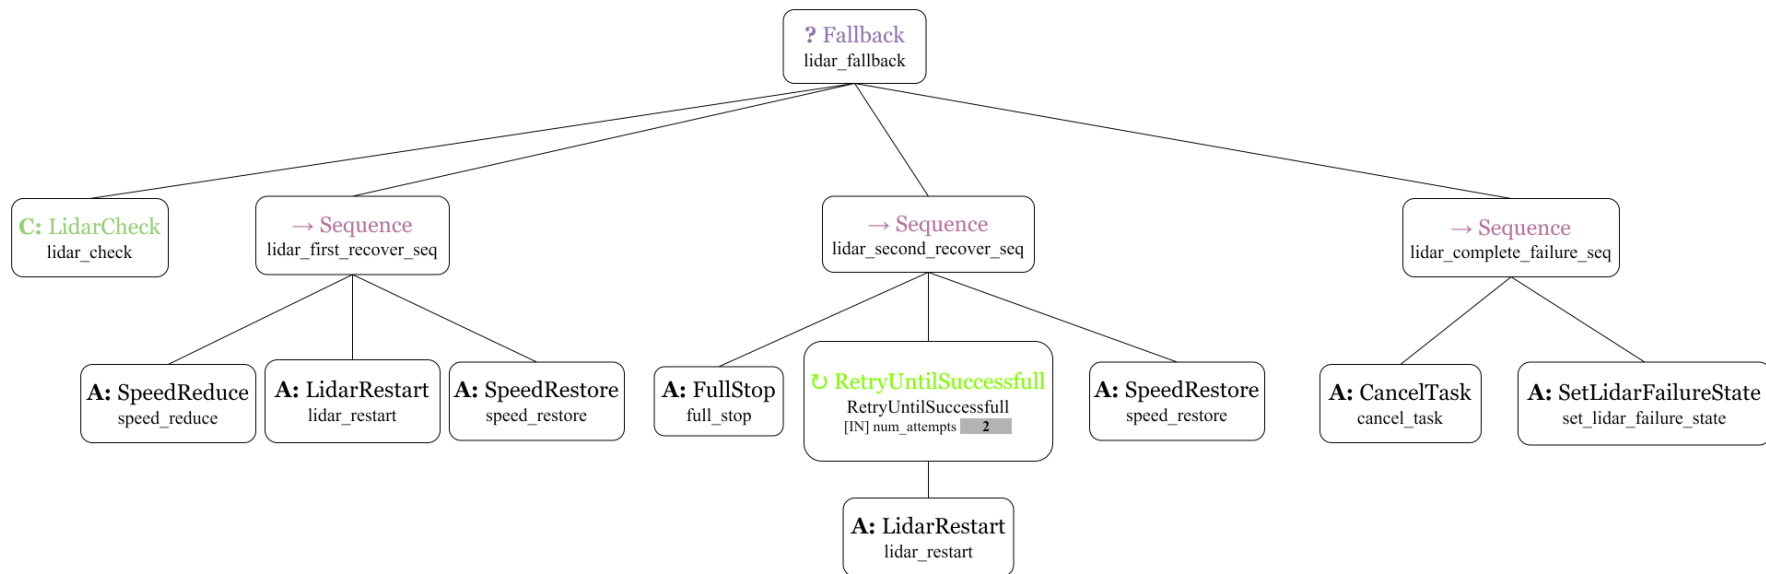 ? Fallback
lidar_fallback
C: LidarCheck
lidar_check
→ Sequence
lidar_first_recover_seq
→ Sequence
lidar_second_recover_seq
→ Sequence
lidar_complete_failure_seq
A: SpeedReduce
speed_reduce
A: LidarRestart
lidar_restart
A: SpeedRestore
speed_restore
A: FullStop
full_stop
↻ RetryUntilSuccessfull
RetryUntilSuccessfull
[IN] num_attempts 2
A: SpeedRestore
speed_restore
A: CancelTask
cancel_task
A: SetLidarFailureState
set_lidar_failure_state
A: LidarRestart
lidar_restart